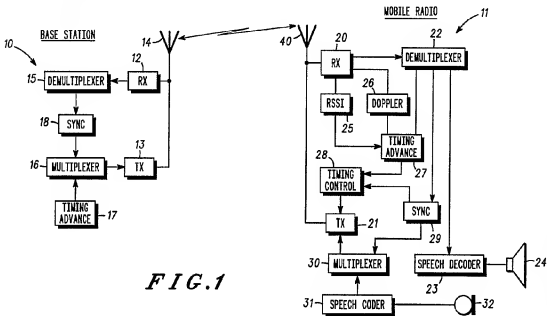 BASE STATION
10
14
15
DEMULTIPLEXER
12
RX
18
SYNC
16
MULTIPLEXER
13
TX
TIMING
ADVANCE
17
MOBILE RADIO
11
40
20
RX
22
DEMULTIPLEXER
26
DOPPLER
RSSI
25
TIMING
ADVANCE
27
28
TIMING
CONTROL
TX
21
SYNC
29
30
MULTIPLEXER
SPEECH DECODER
23
24
31
SPEECH CODER
32
FIG.1